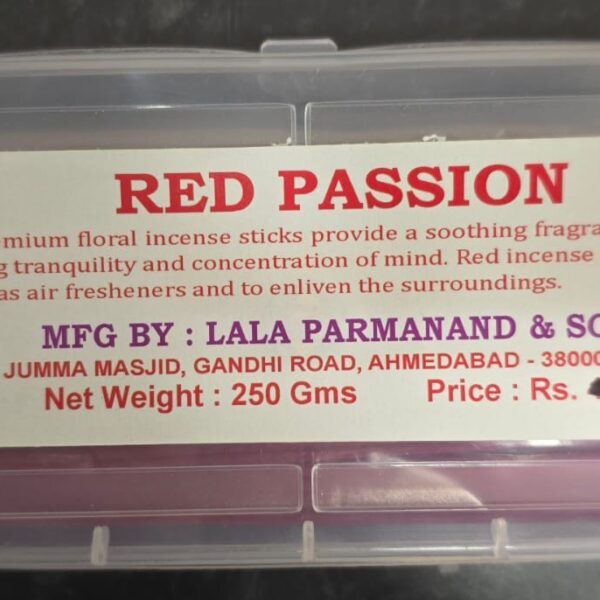 RED PASSION
emium floral incense sticks provide a soothing fragra
g tranquility and concentration of mind. Red incense
as air fresheners and to enliven the surroundings.
MFG BY : LALA PARMANAND & SO
JUMMA MASJID, GANDHI ROAD, AHMEDABAD - 38000
Net Weight : 250 Gms Price : Rs.